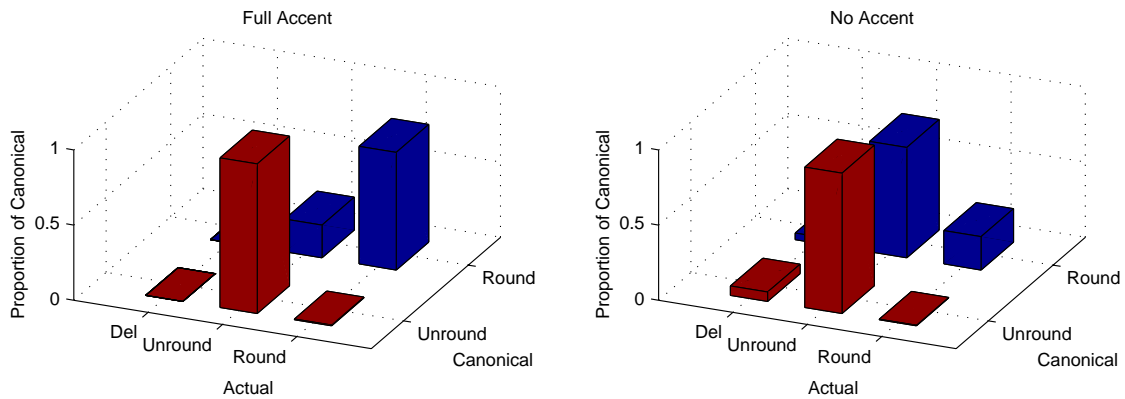 Full Accent
Proportion of Canonical
1
0.5
0
Del
Unround
Round
Actual
Round
Unround
Canonical
No Accent
Proportion of Canonical
1
0.5
0
Del
Unround
Round
Actual
Round
Unround
Canonical